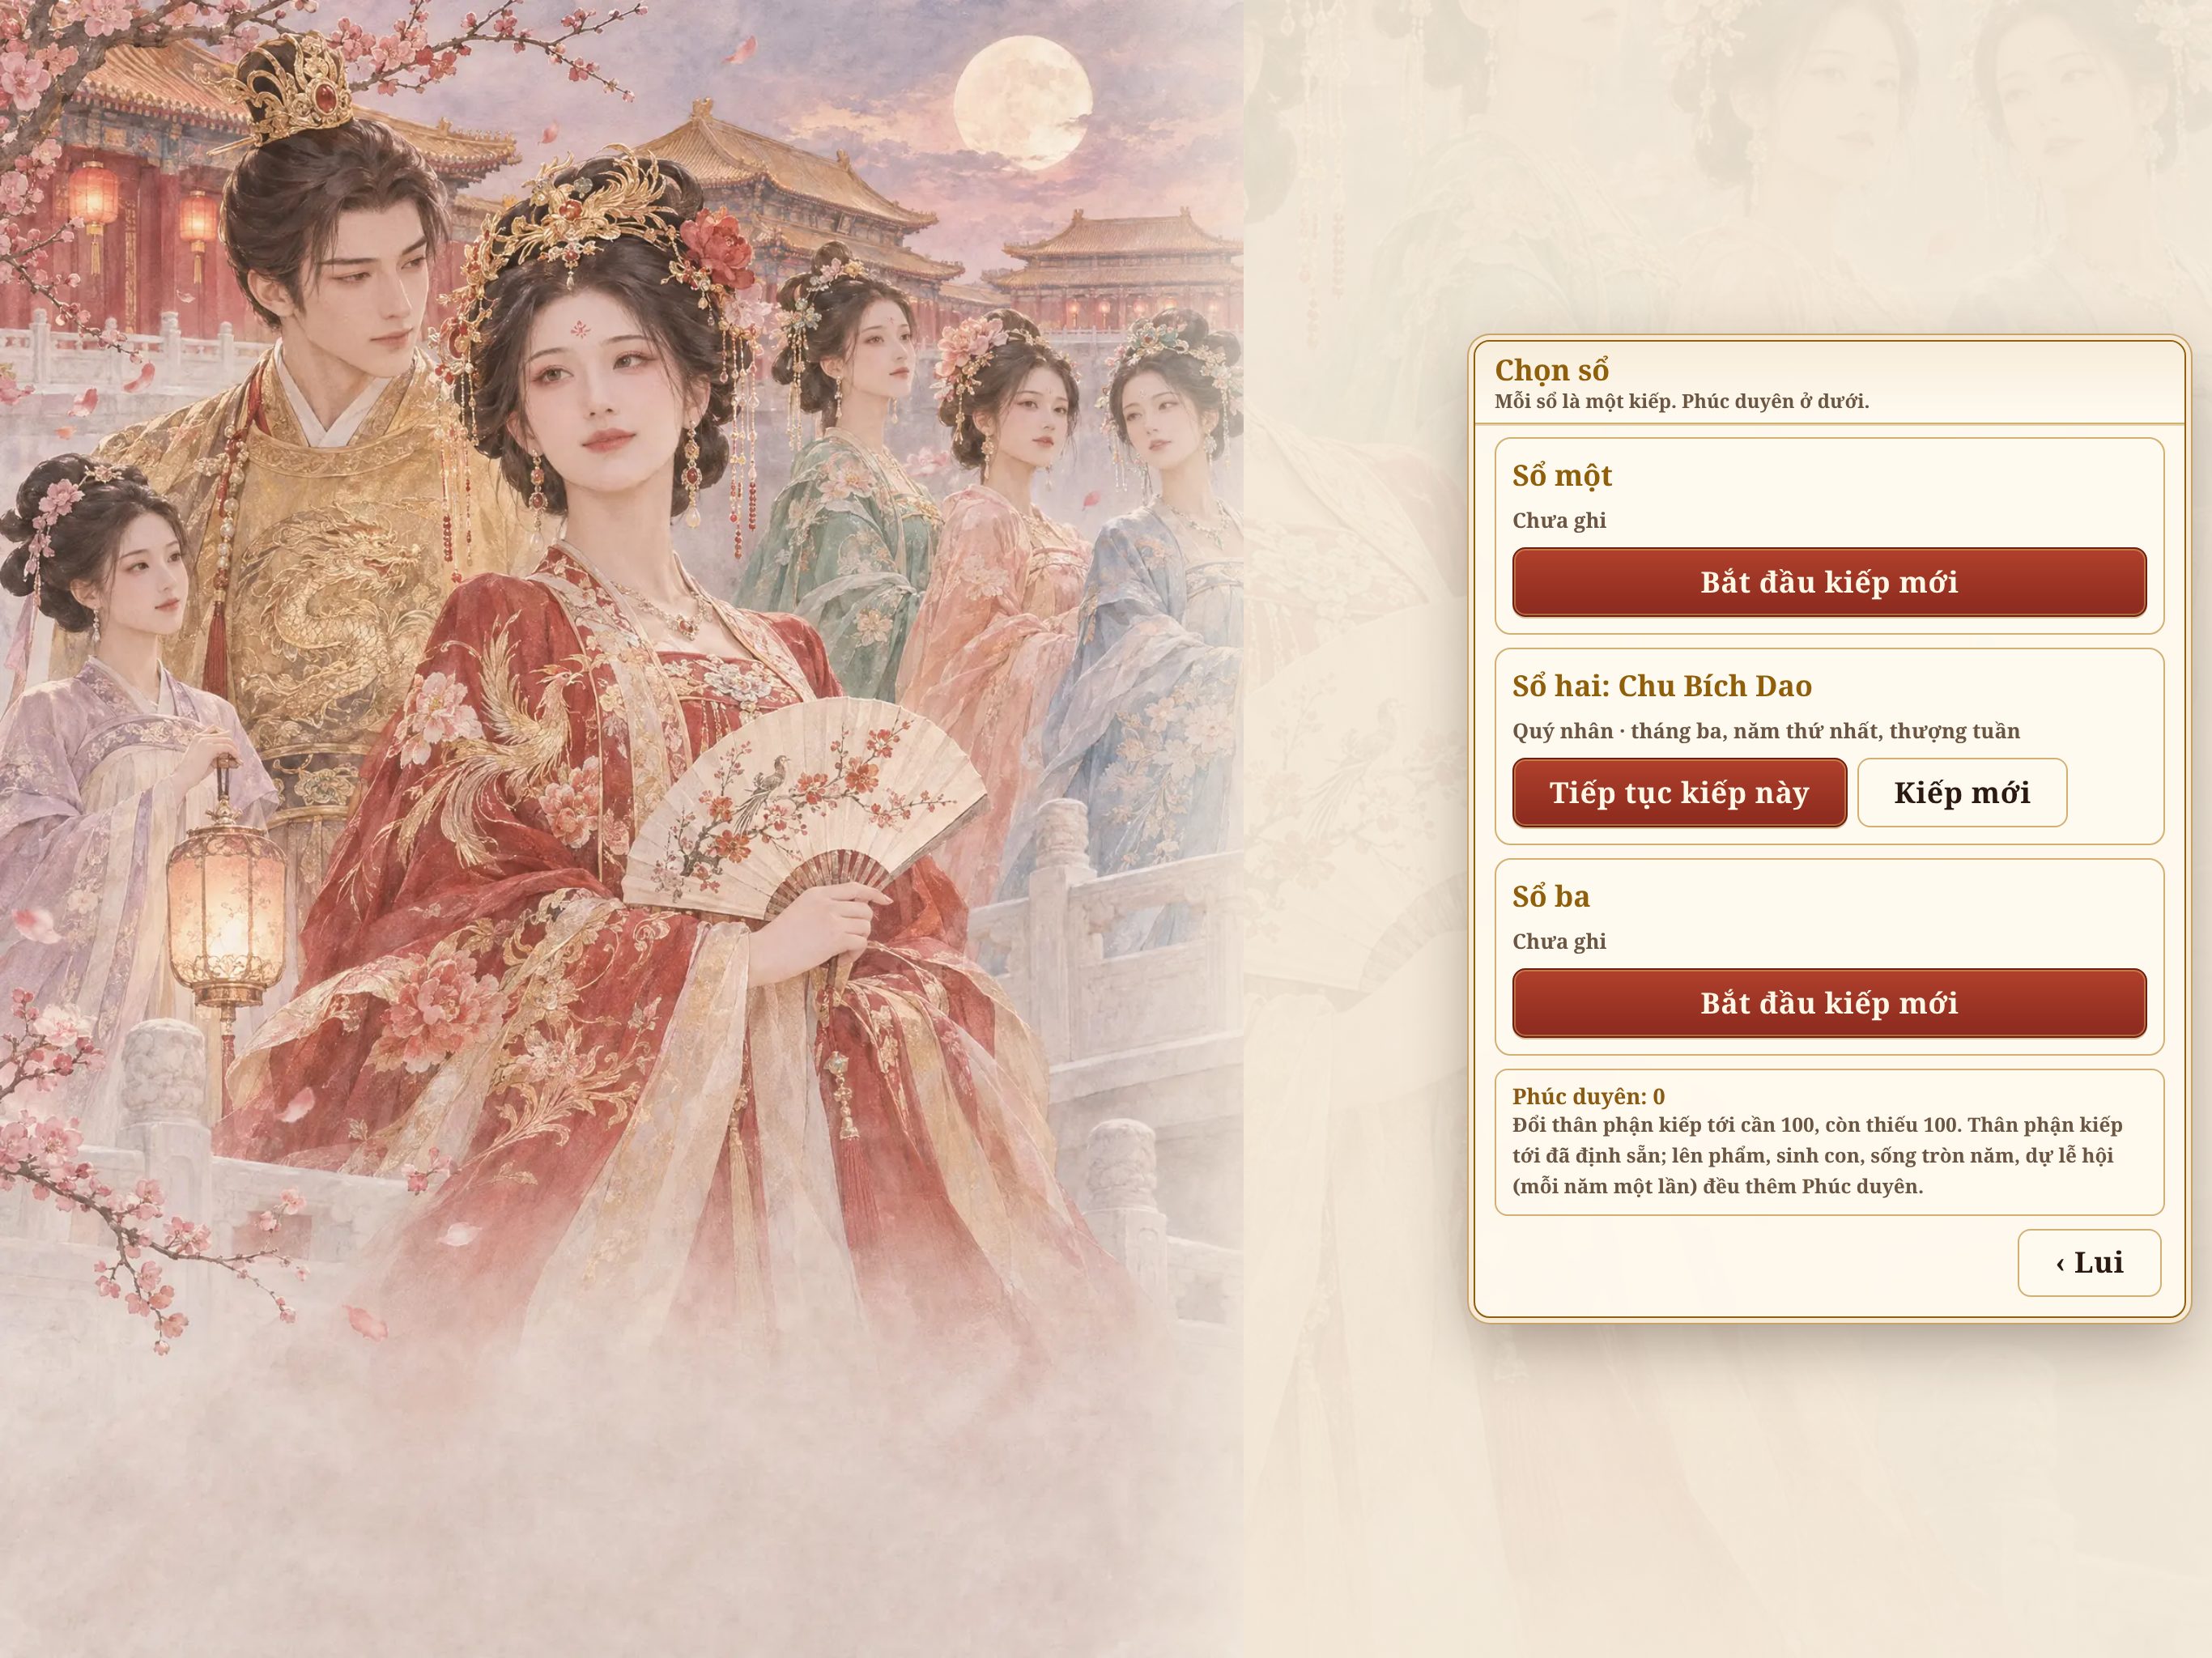 Chọn sổ
Mỗi sổ là một kiếp. Phúc duyên ở dưới.
Sổ một
Chưa ghi
Bắt đầu kiếp mới
Sổ hai: Chu Bích Dao
Quý nhân · tháng ba, năm thứ nhất, thượng tuần
Tiếp tục kiếp này
Kiếp mới
Sổ ba
Chưa ghi
Bắt đầu kiếp mới
Phúc duyên: 0
Đổi thân phận kiếp tới cần 100, còn thiếu 100. Thân phận kiếp
tới đã định sẵn; lên phẩm, sinh con, sống tròn năm, dự lễ hội
(mỗi năm một lần) đều thêm Phúc duyên.
‹ Lui